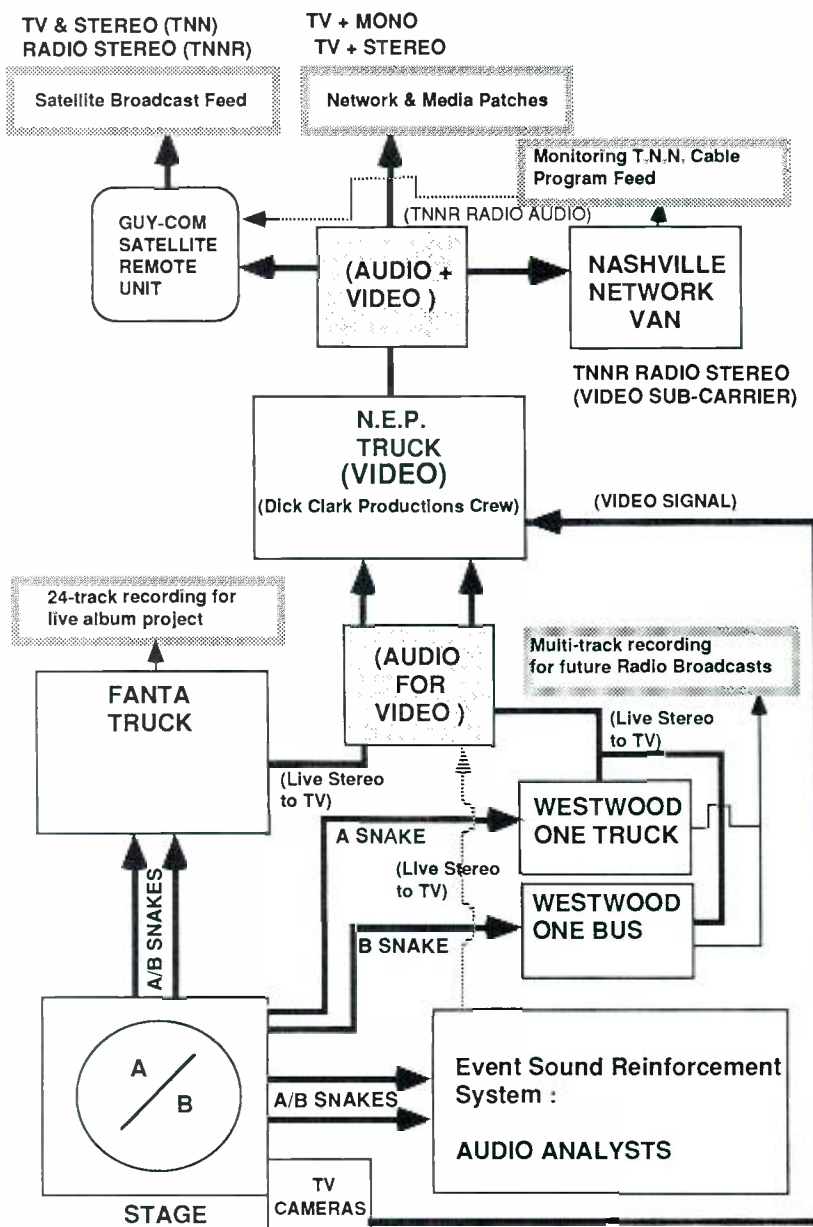 TV & STEREO (TNN)
RADIO STEREO (TNNR)
TV + MONO
TV + STEREO
Satellite Broadcast Feed
Network & Media Patches
Monitoring T.N.N. Cable
Program Feed
(TNNR RADIO AUDIO)
GUY-COM
SATELLITE
REMOTE
UNIT
(AUDIO +
VIDEO )
NASHVILLE
NETWORK
VAN
TNNR RADIO STEREO
(VIDEO SUB-CARRIER)
N.E.P.
TRUCK
(VIDEO)
(Dick Clark Productions Crew)
(VIDEO SIGNAL)
24-track recording for
live album project
(AUDIO
FOR
VIDEO )
Multi-track recording
for future Radio Broadcasts
FANTA
TRUCK
(Live Stereo
to TV)
(Live Stereo
to TV)
A SNAKE
WESTWOOD
ONE TRUCK
(Live Stereo
to TV)
B SNAKE
WESTWOOD
ONE BUS
A/B SNAKES
A
B
A/B SNAKES
Event Sound Reinforcement
System :
AUDIO ANALYSTS
STAGE
TV
CAMERAS